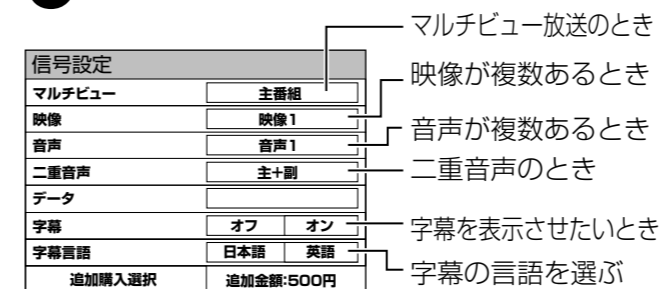 信号設定
マルチビュー 主番組 マルチビュー放送のとき
映像 映像1 映像が複数あるとき
音声 音声1 音声が複数あるとき
二重音声 主+副 二重音声のとき
データ
字幕 オフ オン 字幕を表示させたいとき
字幕言語 日本語 英語 字幕の言語を選ぶ
追加購入選択 追加金額:500円